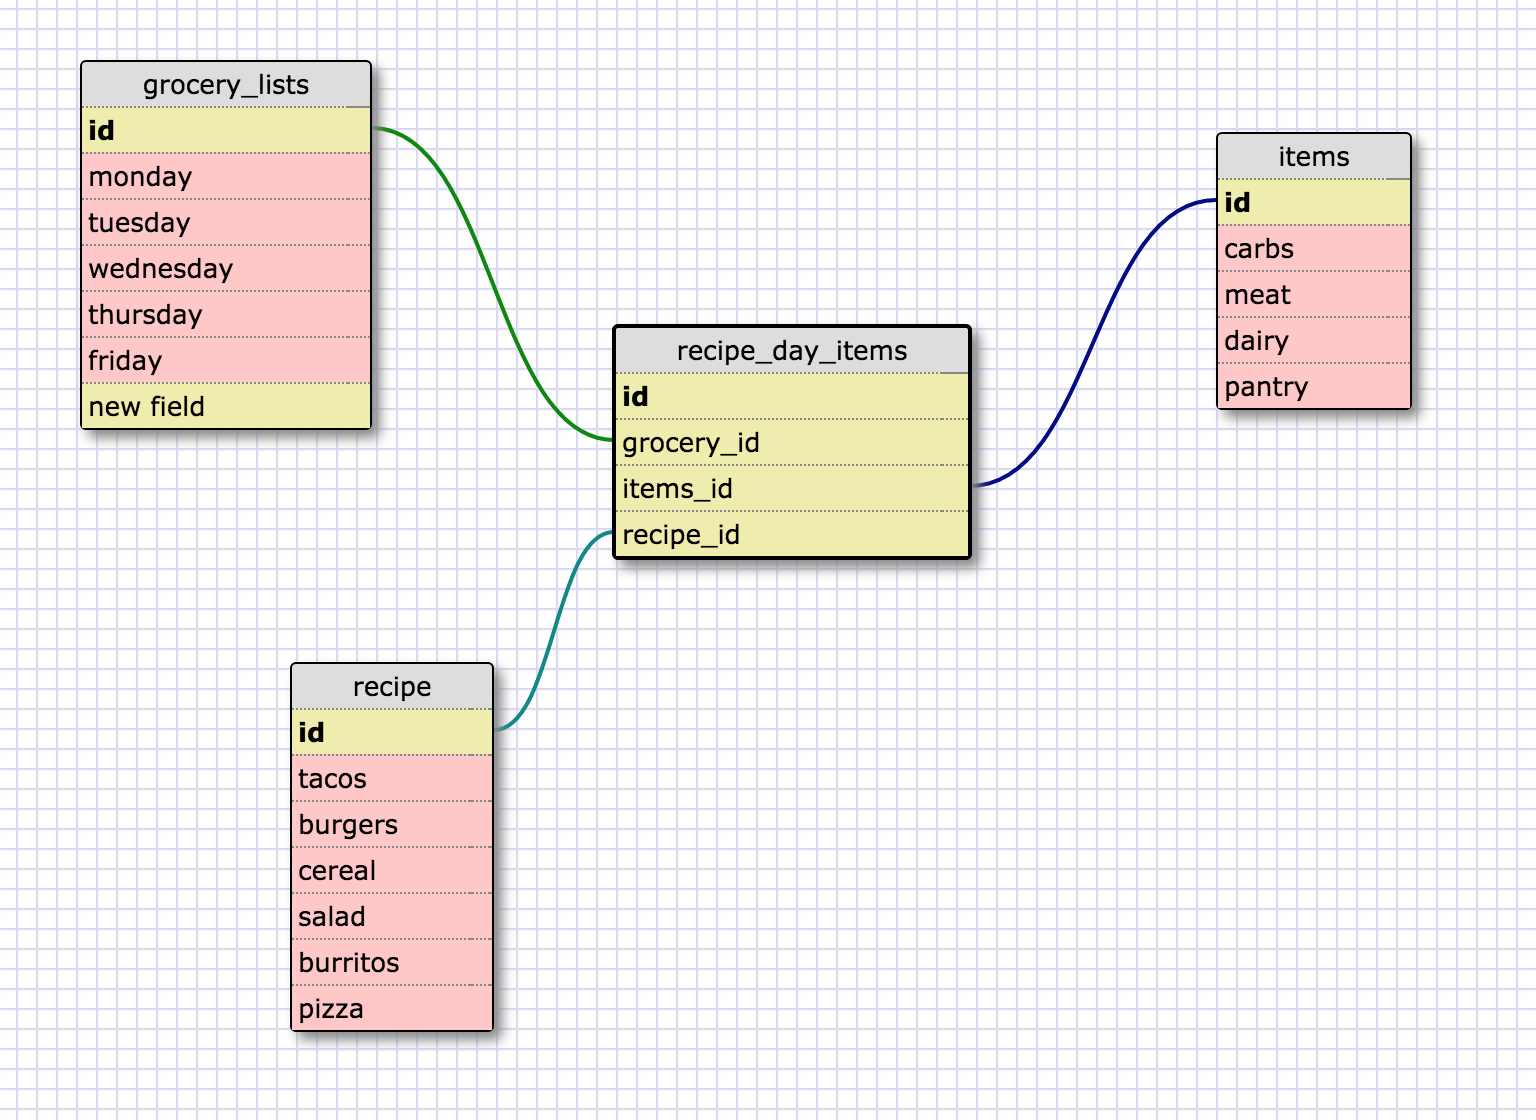 grocery_lists
id
monday
tuesday
wednesday
thursday
friday
new field
items
id
carbs
meat
dairy
pantry
recipe_day_items
id
grocery_id
items_id
recipe_id
recipe
id
tacos
burgers
cereal
salad
burritos
pizza